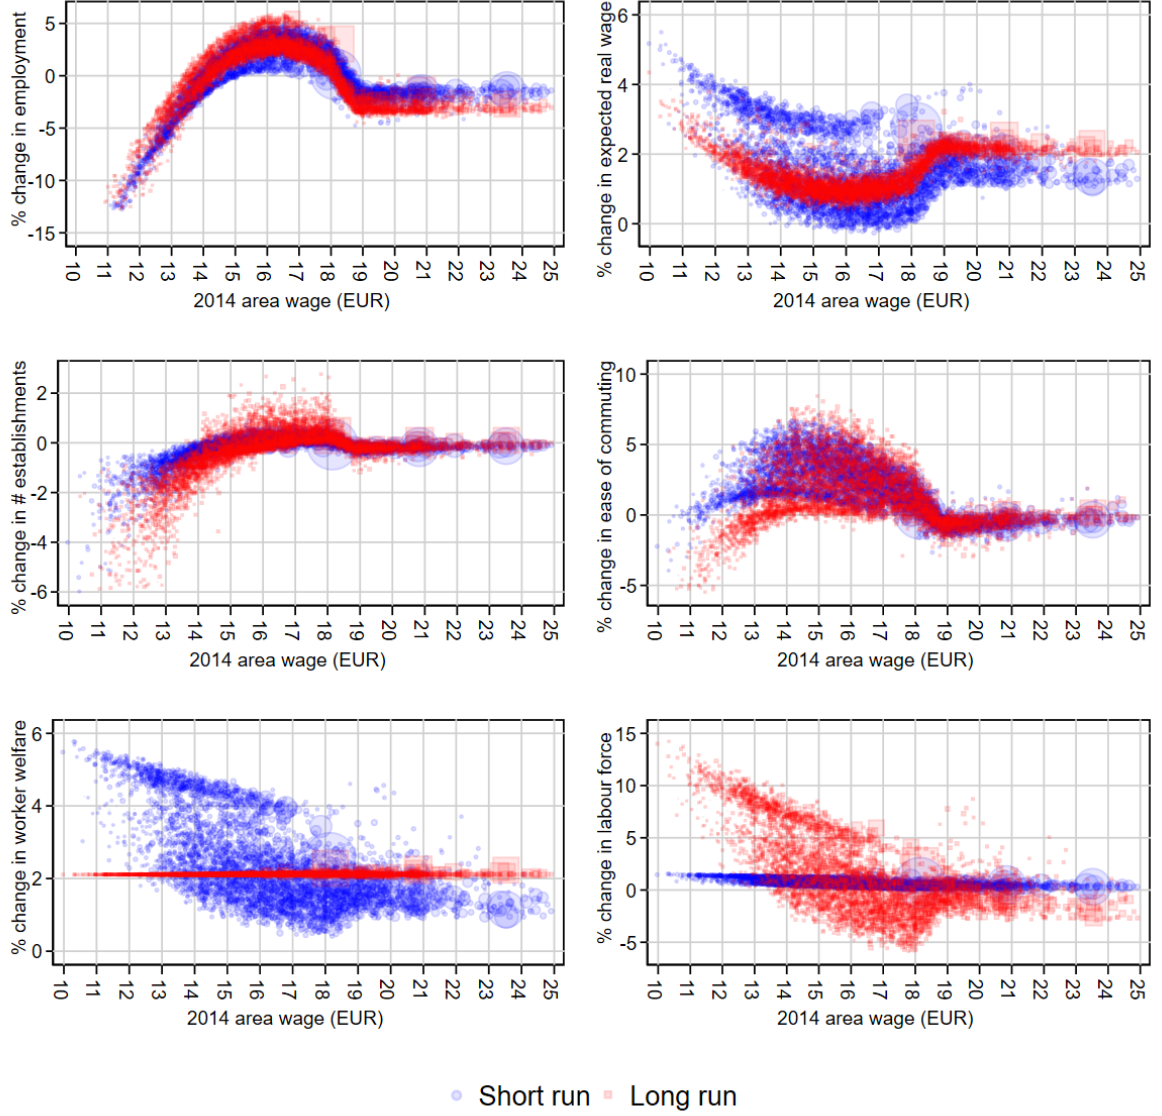 % change in employment
5
0
-5
-10
-15
10 11 12 13 14 15 16 17 18 19 20 21 22 23 24 25
2014 area wage (EUR)
% change in expected real wage
6
4
2
0
10 11 12 13 14 15 16 17 18 19 20 21 22 23 24 25
2014 area wage (EUR)
% change in # establishments
2
0
-2
-4
-6
10 11 12 13 14 15 16 17 18 19 20 21 22 23 24 25
2014 area wage (EUR)
% change in ease of commuting
10
5
0
-5
10 11 12 13 14 15 16 17 18 19 20 21 22 23 24 25
2014 area wage (EUR)
% change in worker welfare
6
4
2
0
10 11 12 13 14 15 16 17 18 19 20 21 22 23 24 25
2014 area wage (EUR)
% change in labour force
15
10
5
0
-5
10 11 12 13 14 15 16 17 18 19 20 21 22 23 24 25
2014 area wage (EUR)
Short run Long run